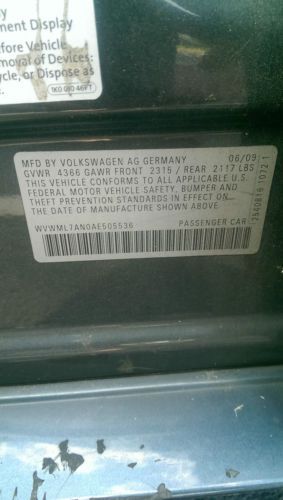 y
ment Display
efore Vehicle
moval of Devices:
cycle, or Dispose as
MFD BY VOLKSWAGEN AG GERMANY 06/09
GVWR 4366 GAWR FRONT 2315 / REAR 2117 LBS
THIS VEHICLE CONFORMS TO ALL APPLICABLE U.S.
FEDERAL MOTOR VEHICLE SAFETY, BUMPER AND
THEFT PREVENTION STANDARDS IN EFFECT ON
THE DATE OF MANUFACTURE SHOWN ABOVE.
WVWML7AN0AE505536 PASSENGER CAR